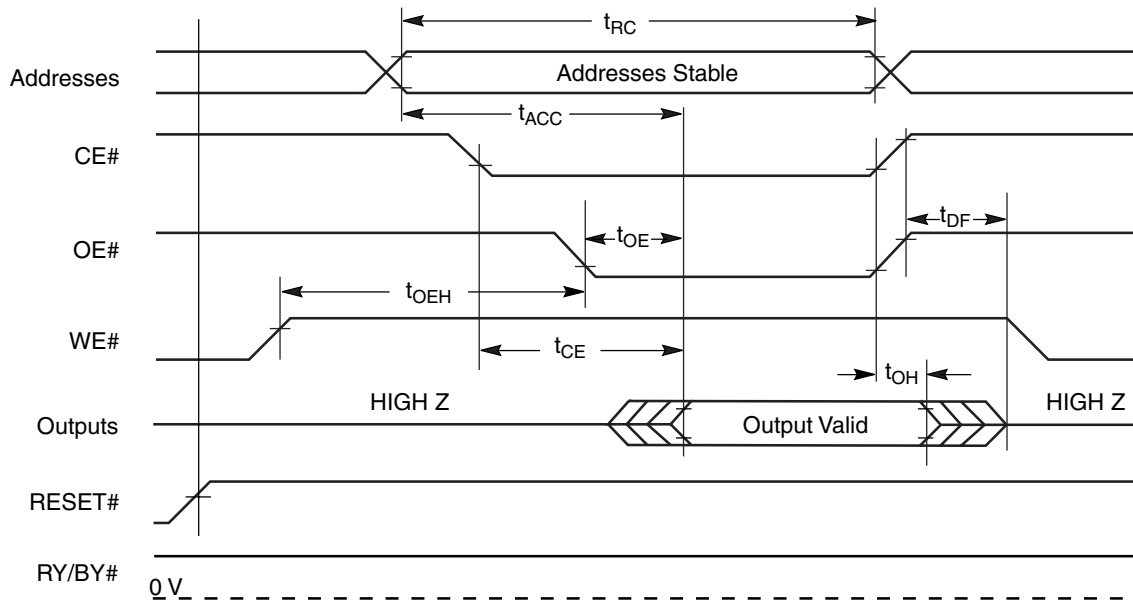 tRC
Addresses
Addresses Stable
tACC
CE#
tDF
OE#
tOE
tOEH
WE#
tCE
tOH
HIGH Z
HIGH Z
Outputs
Output Valid
RESET#
RY/BY#
0 V